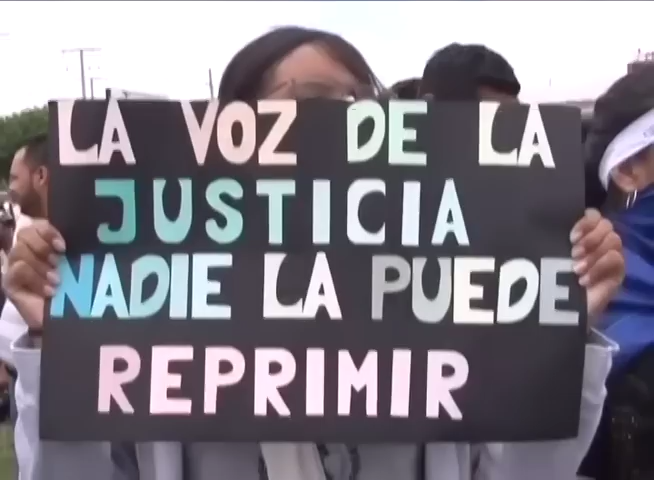 LA VOZ DE LA
JUSTICIA
NADIE LA PUEDE
REPRIMIR